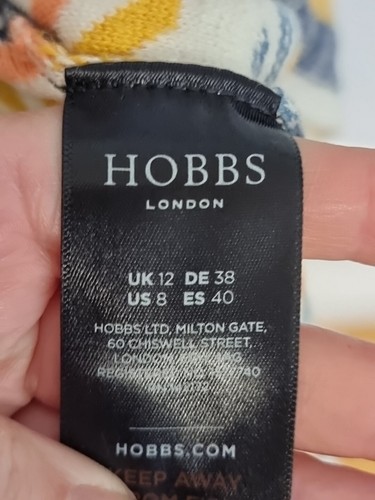 HOBBS
LONDON
UK 12 DE 38
US 8 ES 40
HOBBS LTD, MILTON GATE,
60 CHISWELL STREET,
LONDON
HOBBS.COM
KEEP AWAY